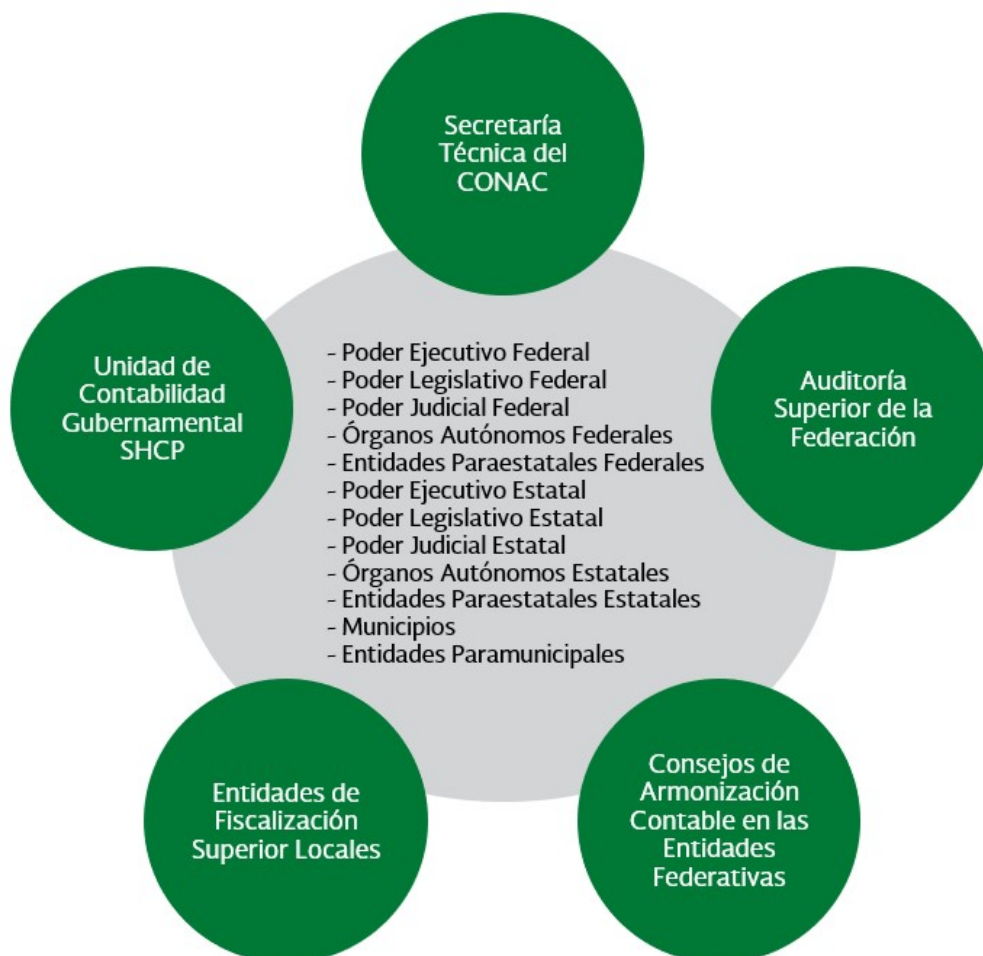 Secretaría
Técnica del
CONAC
Unidad de
Contabilidad
Gubernamental
SHCP
- Poder Ejecutivo Federal
- Poder Legislativo Federal
- Poder Judicial Federal
- Órganos Autónomos Federales
- Entidades Paraestatales Federales
- Poder Ejecutivo Estatal
- Poder Legislativo Estatal
- Poder Judicial Estatal
- Órganos Autónomos Estatales
- Entidades Paraestatales Estatales
- Municipios
- Entidades Paramunicipales
Auditoría
Superior de la
Federación
Entidades de
Fiscalización
Superior Locales
Consejos de
Armonización
Contable en las
Entidades
Federativas